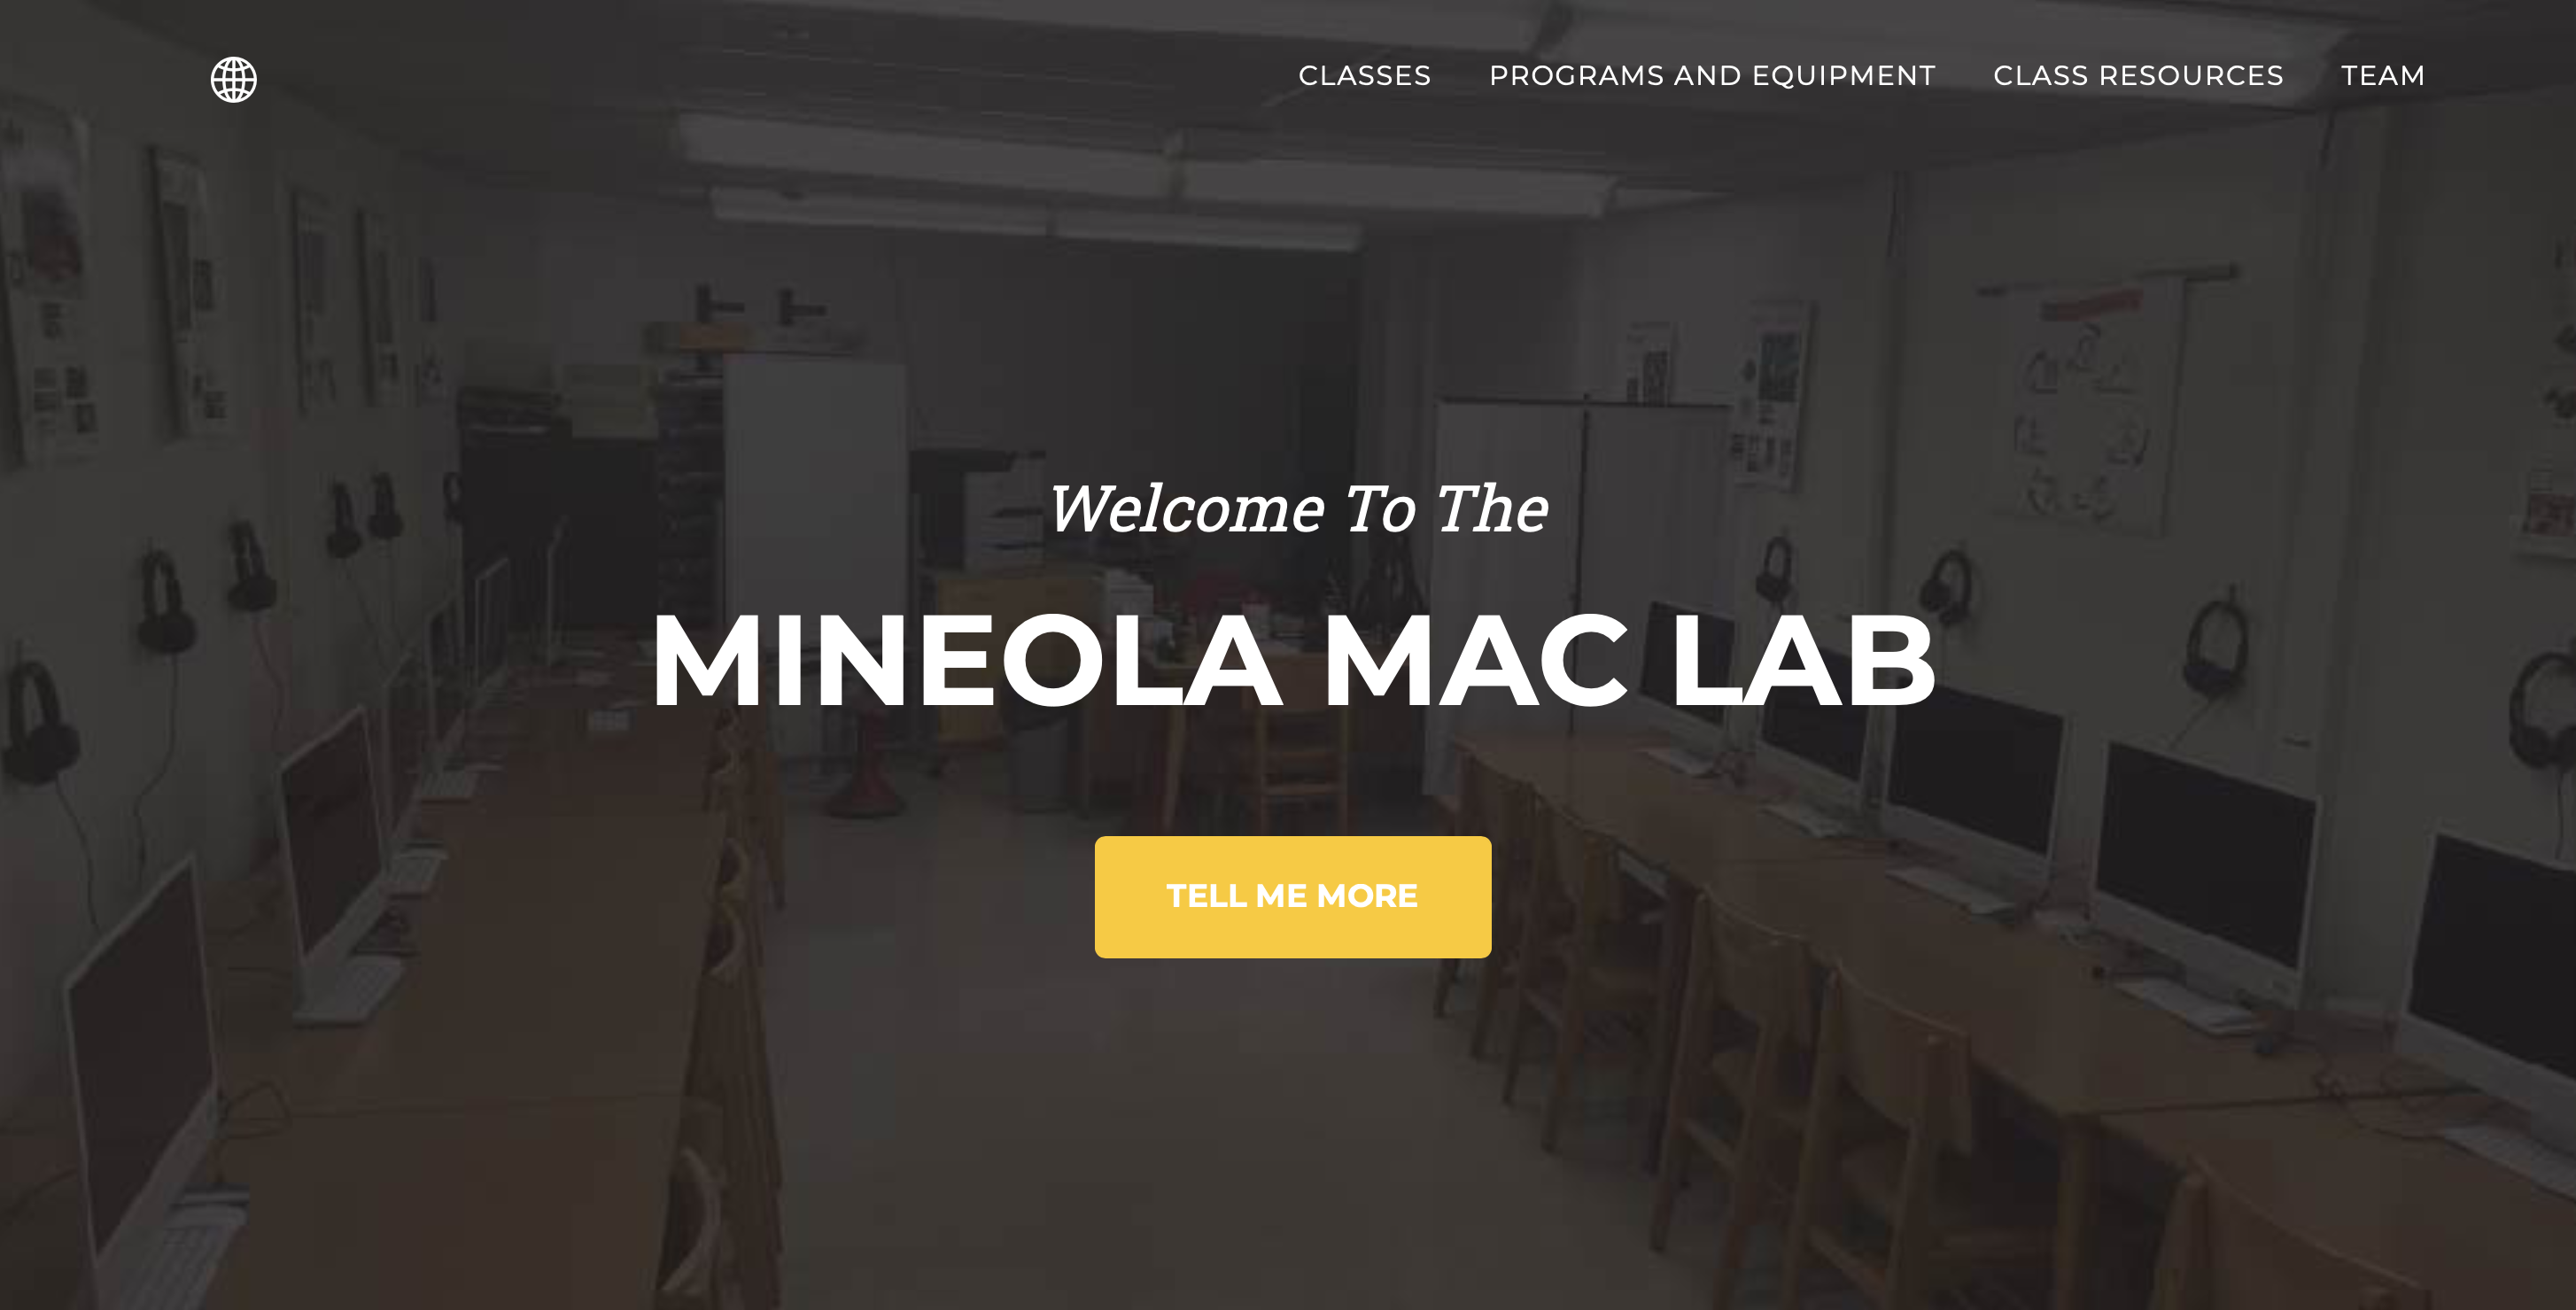 CLASSES
PROGRAMS AND EQUIPMENT
CLASS RESOURCES
TEAM
Welcome To The
MINEOLA MAC LAB
TELL ME MORE